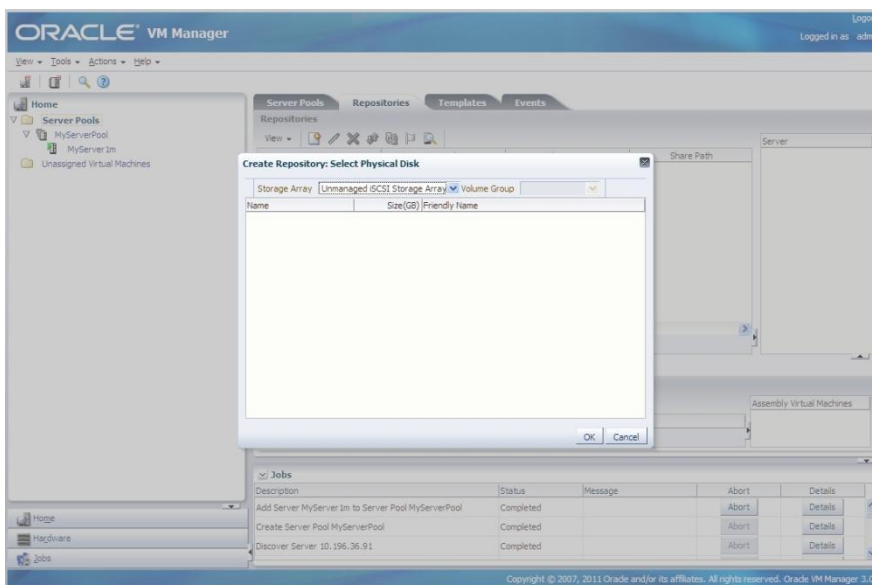 ORACLE VM Manager
Logou
Logged in as adm
View Tools Actions Help
Home
Server Pools
MyServerPool
MyServer1m
Unassigned Virtual Machines
Server Pools Repositories Templates Events
Repositories
View
Share Path
Server
Create Repository: Select Physical Disk
Storage Array Unmanaged iSCSI Storage Array Volume Group
Name Size(GB) Friendly Name
OK Cancel
Assembly Virtual Machines
Jobs
Description Status Message Abort Details
Add Server MyServer1m to Server Pool MyServerPool Completed Abort Details
Create Server Pool MyServerPool Completed Abort Details
Discover Server 10.196.36.91 Completed Abort Details
Home
Hardware
Jobs
Copyright © 2007, 2011 Oracle and/or its affiliates. All rights reserved. Oracle VM Manager 3.0